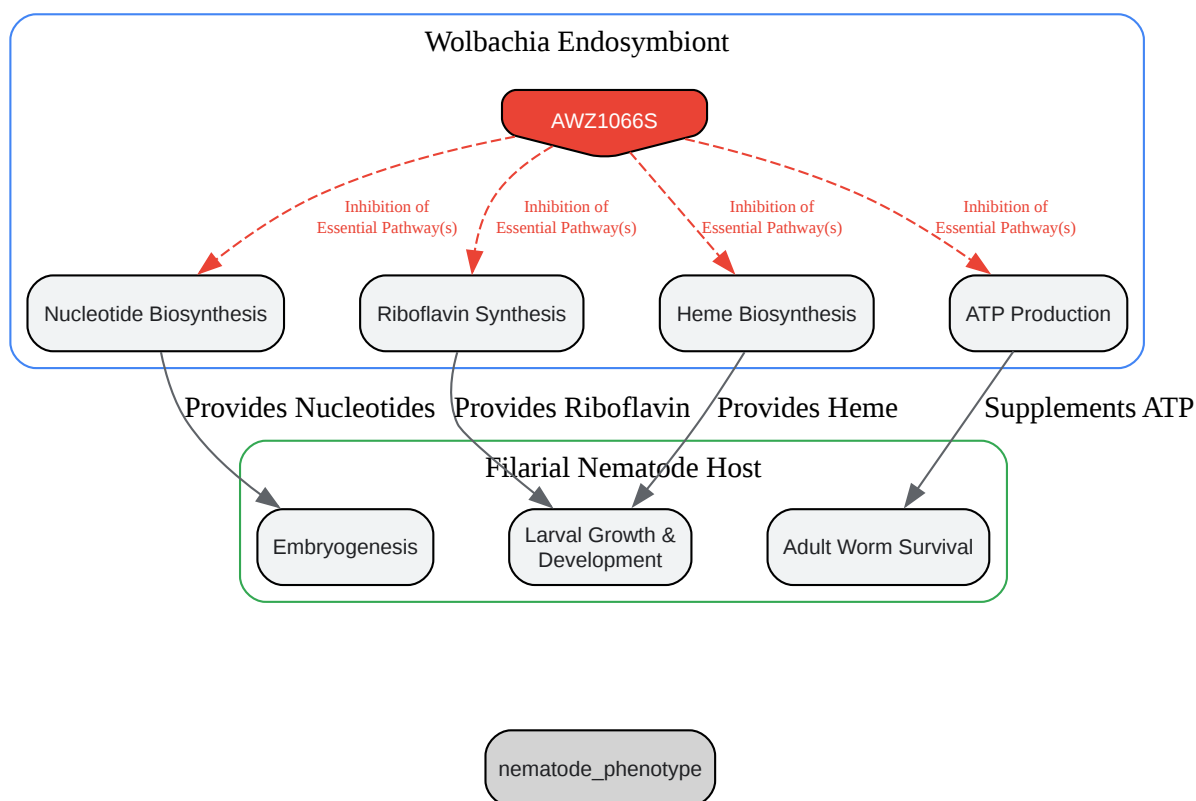 Wolbachia Endosymbiont
AWZ1066S
Inhibition of
Essential Pathway(s)
Inhibition of
Essential Pathway(s)
Inhibition of
Essential Pathway(s)
Inhibition of
Essential Pathway(s)
Nucleotide Biosynthesis
Riboflavin Synthesis
Heme Biosynthesis
ATP Production
Provides Nucleotides
Provides Riboflavin
Provides Heme
Supplements ATP
Filarial Nematode Host
Embryogenesis
Larval Growth &
Development
Adult Worm Survival
nematode_phenotype